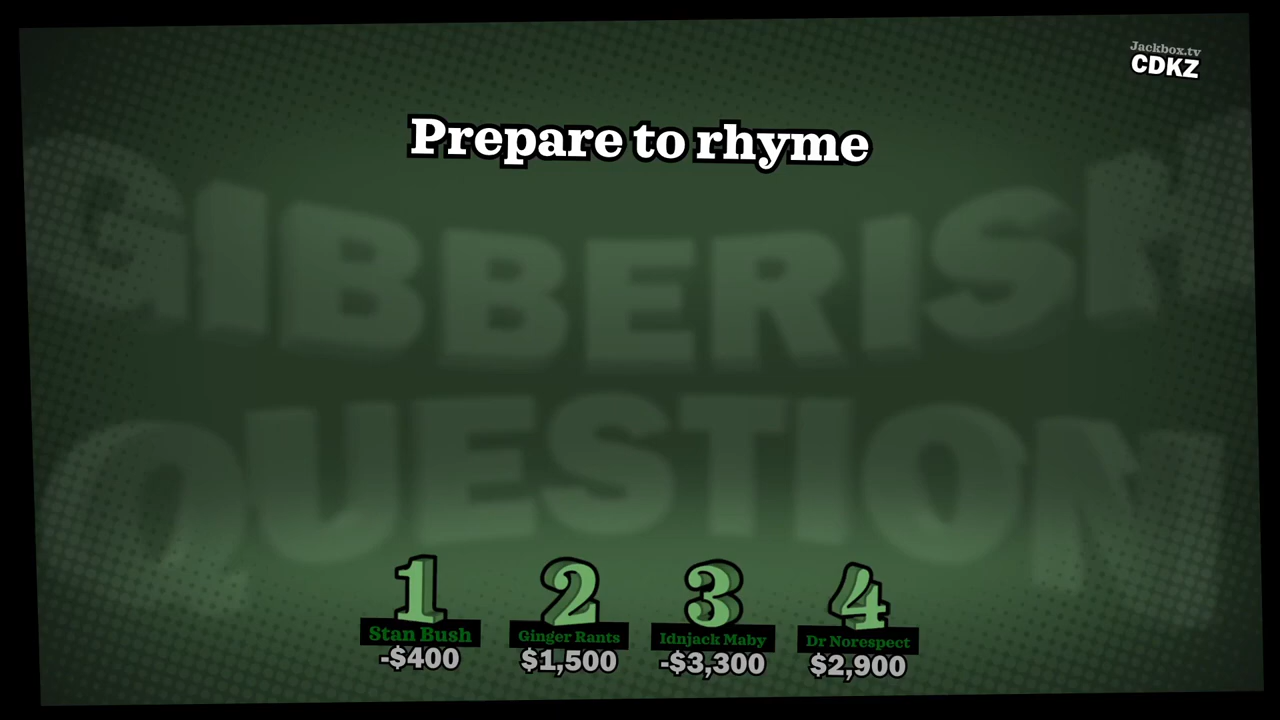 Jackbox.tv
CDKZ
Prepare to rhyme
GIBBERISH
QUESTION
1 2 3 4
Stan Bush Ginger Rants Idnjack Maby Dr Norespect
-$400 $1,500 -$3,300 $2,900